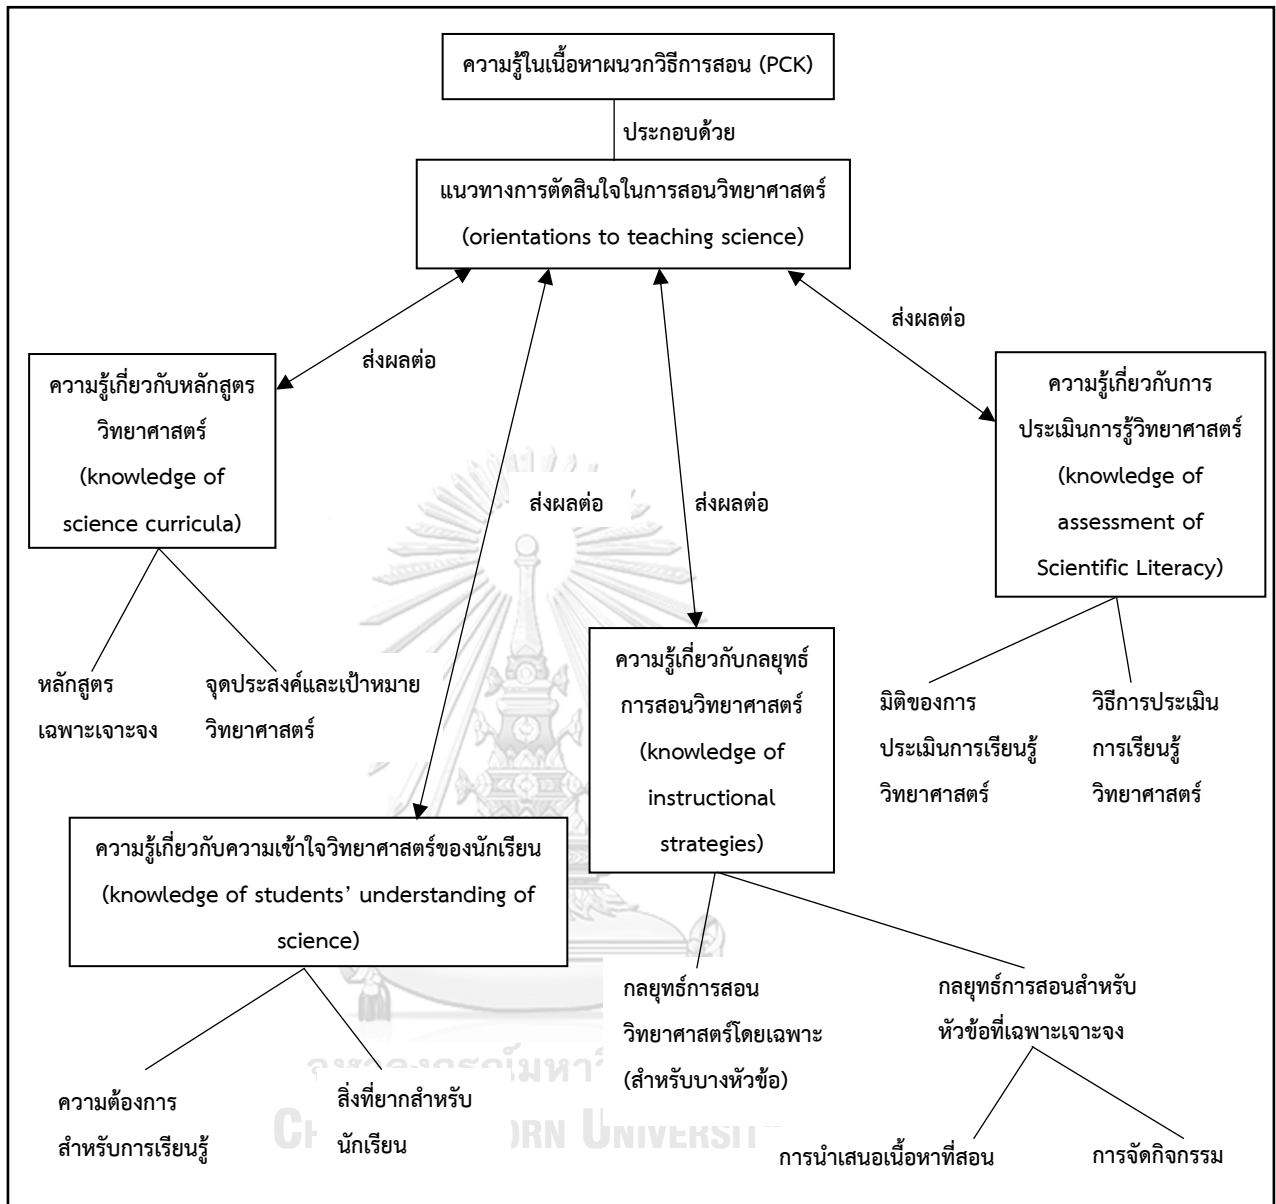 ความรู้ในเนื้อหาผนวกวิธีการสอน (PCK)
ประกอบด้วย
แนวทางการตัดสินใจในการสอนวิทยาศาสตร์
(orientations to teaching science)
ส่งผลต่อ
ส่งผลต่อ
ส่งผลต่อ
ส่งผลต่อ
ความรู้เกี่ยวกับหลักสูตร
วิทยาศาสตร์
(knowledge of
science curricula)
ความรู้เกี่ยวกับการ
ประเมินการรู้วิทยาศาสตร์
(knowledge of
assessment of
Scientific Literacy)
หลักสูตร
เฉพาะเจาะจง
จุดประสงค์และเป้าหมาย
วิทยาศาสตร์
ความรู้เกี่ยวกับกลยุทธ์
การสอนวิทยาศาสตร์
(knowledge of
instructional
strategies)
มิติของการ
ประเมินการเรียนรู้
วิทยาศาสตร์
วิธีการประเมิน
การเรียนรู้
วิทยาศาสตร์
ความรู้เกี่ยวกับความเข้าใจวิทยาศาสตร์ของนักเรียน
(knowledge of students’ understanding of
science)
กลยุทธ์การสอน
วิทยาศาสตร์โดยเฉพาะ
(สำหรับบางหัวข้อ)
กลยุทธ์การสอนสำหรับ
หัวข้อที่เฉพาะเจาะจง
ความต้องการ
สำหรับการเรียนรู้
สิ่งที่ยากสำหรับ
นักเรียน
การนำเสนอเนื้อหาที่สอน
การจัดกิจกรรม
UNIVERSIT